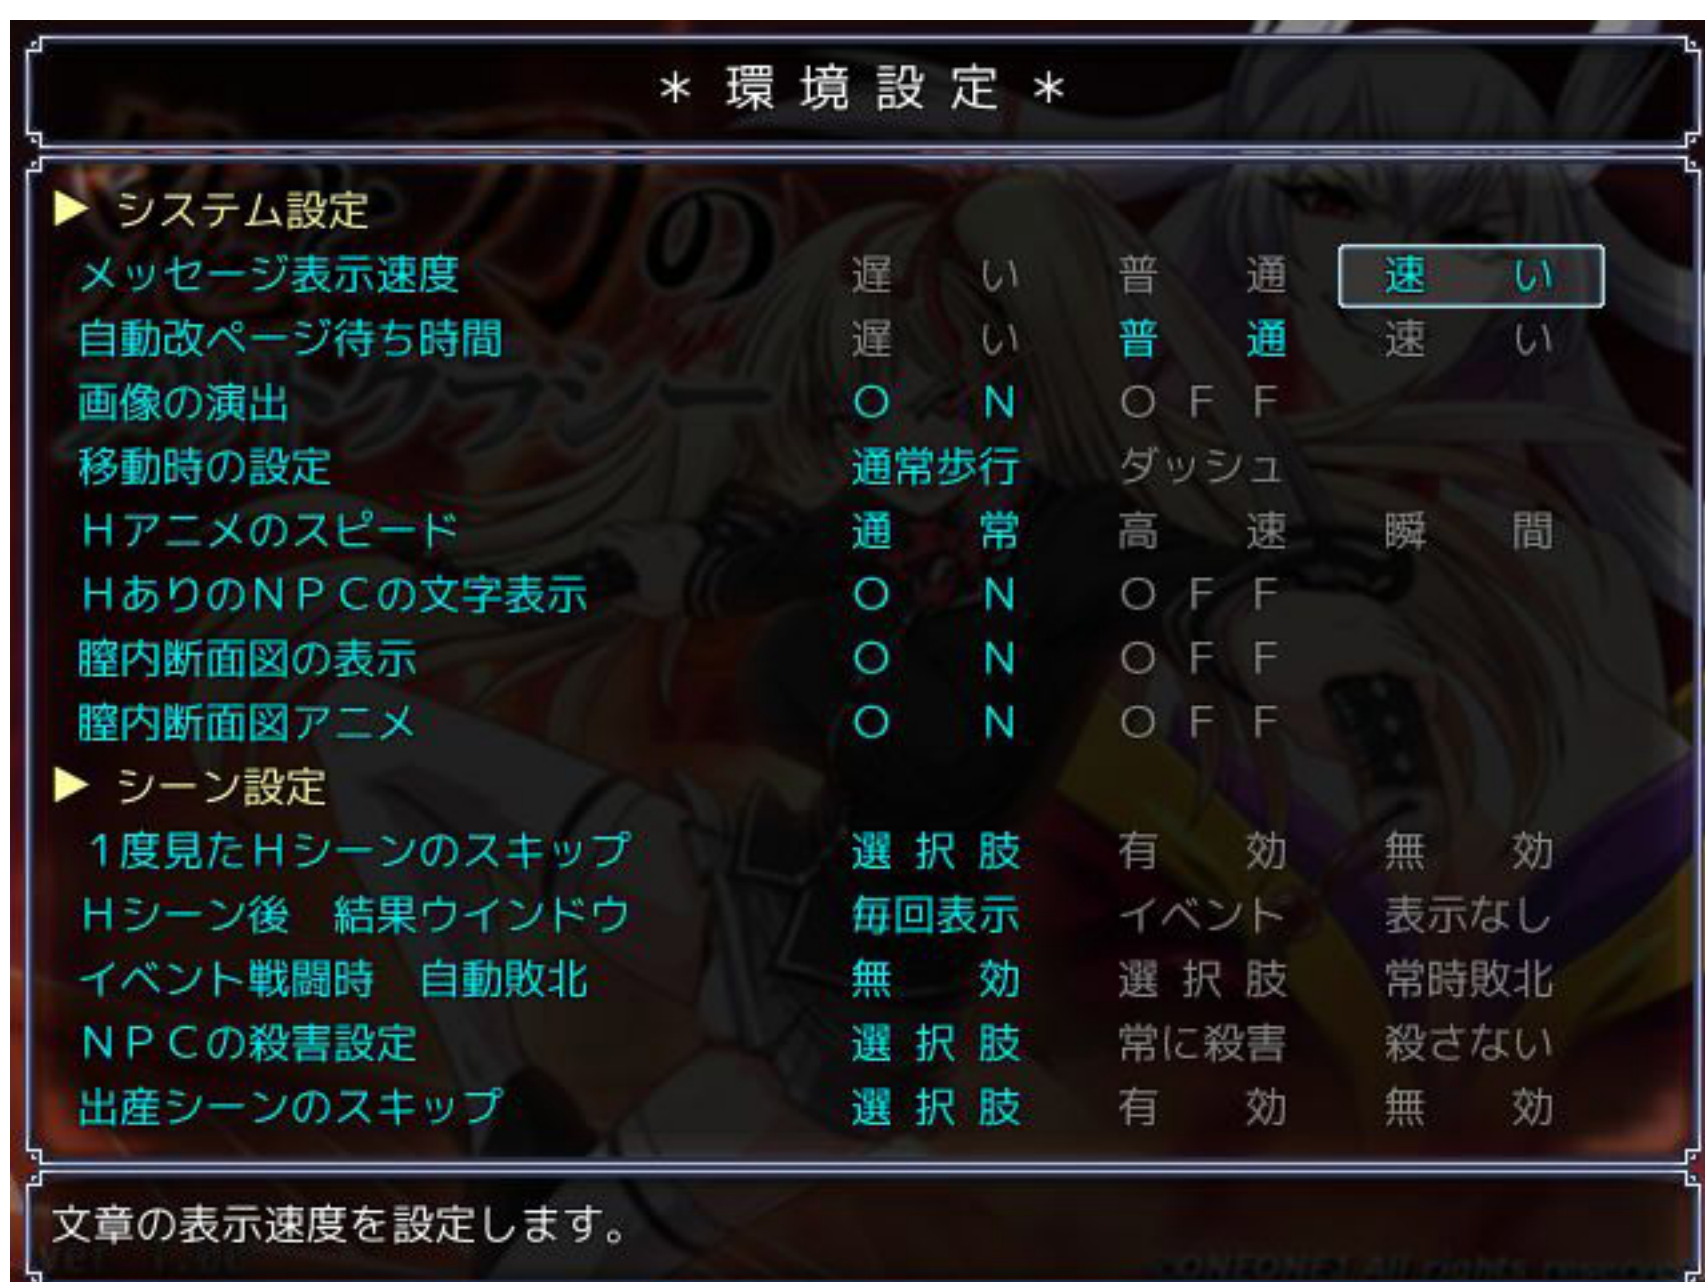 ＊環境設定＊
▶ システム設定
メッセージ表示速度 遅い 普通 速い
自動改ページ待ち時間 遅い 普通 速い
画像の演出 ＯＮ ＯＦＦ
移動時の設定 通常歩行 ダッシュ
Ｈアニメのスピード 通常 高速 瞬間
ＨありのＮＰＣの文字表示 ＯＮ ＯＦＦ
膣内断面図の表示 ＯＮ ＯＦＦ
膣内断面図アニメ ＯＮ ＯＦＦ
▶ シーン設定
１度見たＨシーンのスキップ 選択肢 有効 無効
Ｈシーン後　結果ウインドウ 毎回表示 イベント 表示なし
イベント戦闘時　自動敗北 無効 選択肢 常時敗北
ＮＰＣの殺害設定 選択肢 常に殺害 殺さない
出産シーンのスキップ 選択肢 有効 無効
文章の表示速度を設定します。